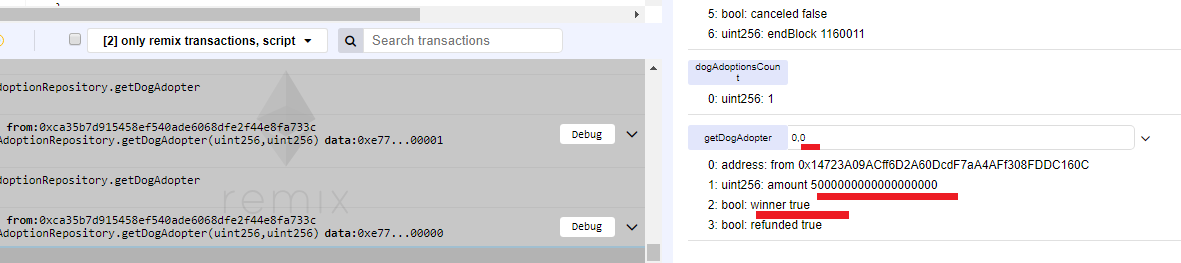 [2] only remix transactions, script
Search transactions
doptionRepository.getDogAdopter
from:0xca35b7d915458ef540ade6068dfe2f44e8fa733c
AdoptionRepository.getDogAdopter(uint256,uint256) data:0xe77...00001
Debug
doptionRepository.getDogAdopter
remix
from:0xca35b7d915458ef540ade6068dfe2f44e8fa733c
AdoptionRepository.getDogAdopter(uint256,uint256) data:0xe77...00000
Debug
5: bool: canceled false
6: uint256: endBlock 1160011
dogAdoptionsCoun
t
0: uint256: 1
getDogAdopter
0,0
0: address: from 0x14723A09ACff6D2A60DcdF7aA4AFf308FDDC160C
1: uint256: amount 5000000000000000000
2: bool: winner true
3: bool: refunded true